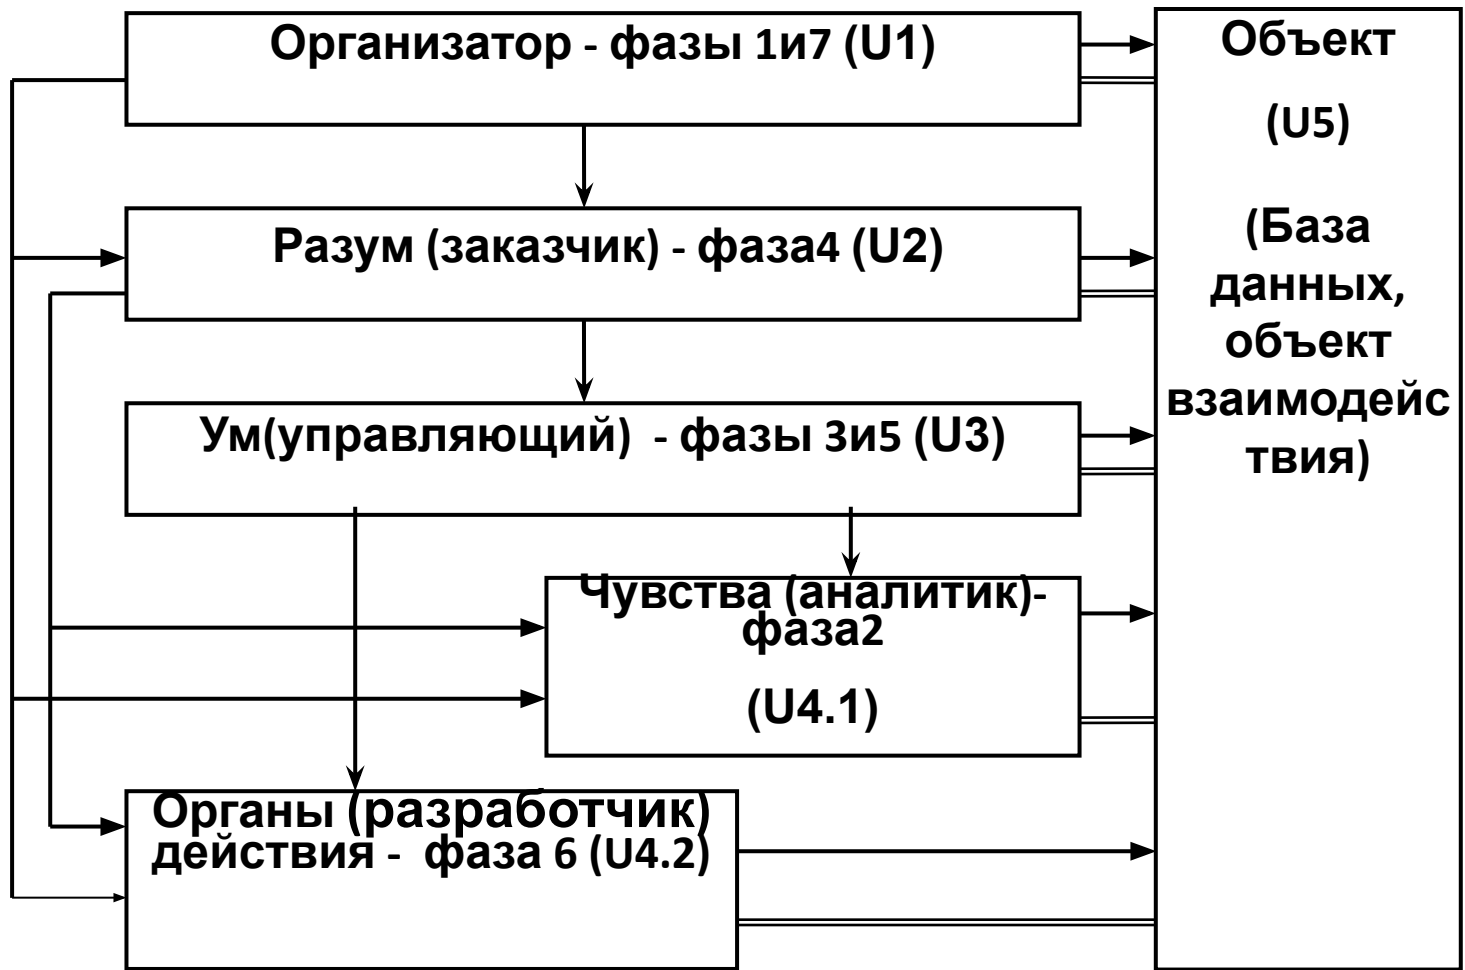 Организатор - фазы 1и7 (U1)
Разум (заказчик) - фаза4 (U2)
Ум(управляющий)  - фазы 3и5 (U3)
Чувства (аналитик)-
фаза2
(U4.1)
Органы (разработчик)
действия -  фаза 6 (U4.2)
Объект
(U5)
(База
данных,
объект
взаимодейс
твия)